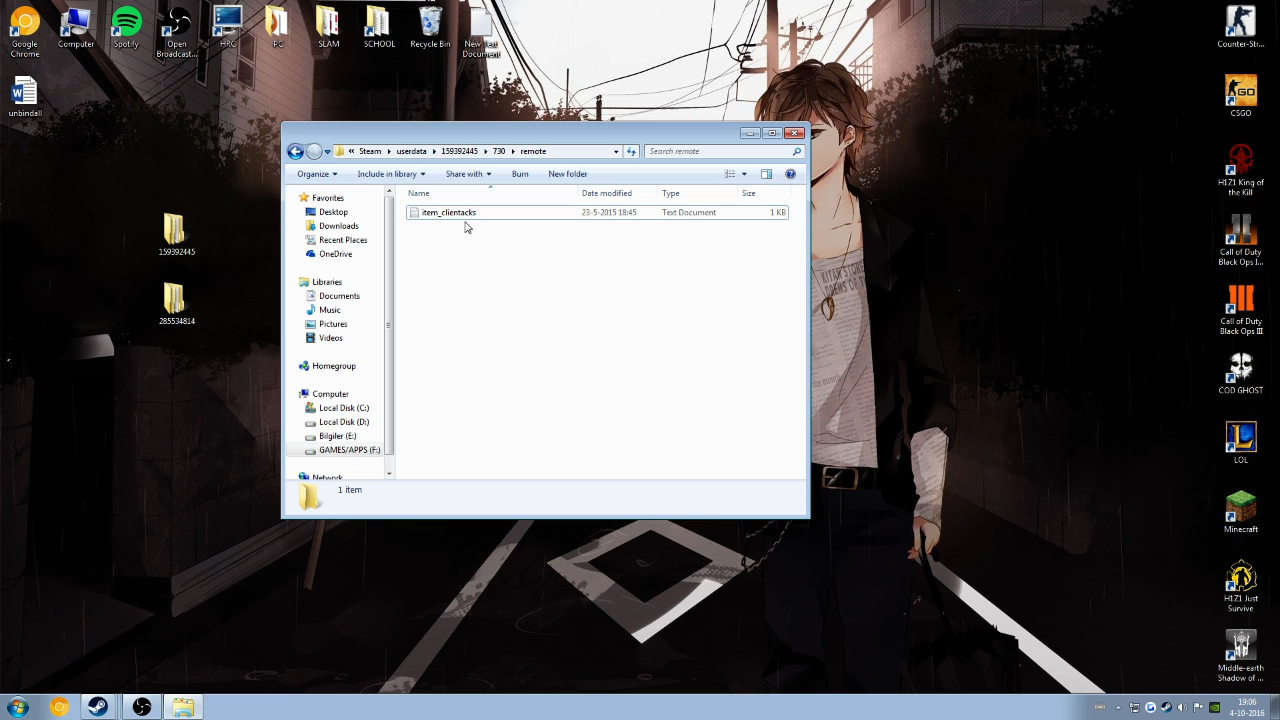 Google Chrome
Computer
Spotify
Open Broadcast...
HRC
PC
SLAM
SCHOOL
Recycle Bin
New Text Document
Counter-Str...
unbindall
CSGO
H1Z1 King of the Kill
Call of Duty Black Ops I...
Call of Duty Black Ops III
COD GHOST
LOL
Minecraft
H1Z1 Just Survive
Middle-earth Shadow of ...
159392445
285534814
« Steam userdata 159392445 730 remote
Search remote
Organize Include in library Share with Burn New folder
Name Date modified Type Size
item_clientacks 23-5-2015 18:45 Text Document 1 KB
Favorites
Desktop
Downloads
Recent Places
OneDrive
Libraries
Documents
Music
Pictures
Videos
Homegroup
Computer
Local Disk (C:)
Local Disk (D:)
Bilgiler (E:)
GAMES/APPS (F:)
Network
1 item
19:06
4-10-2016